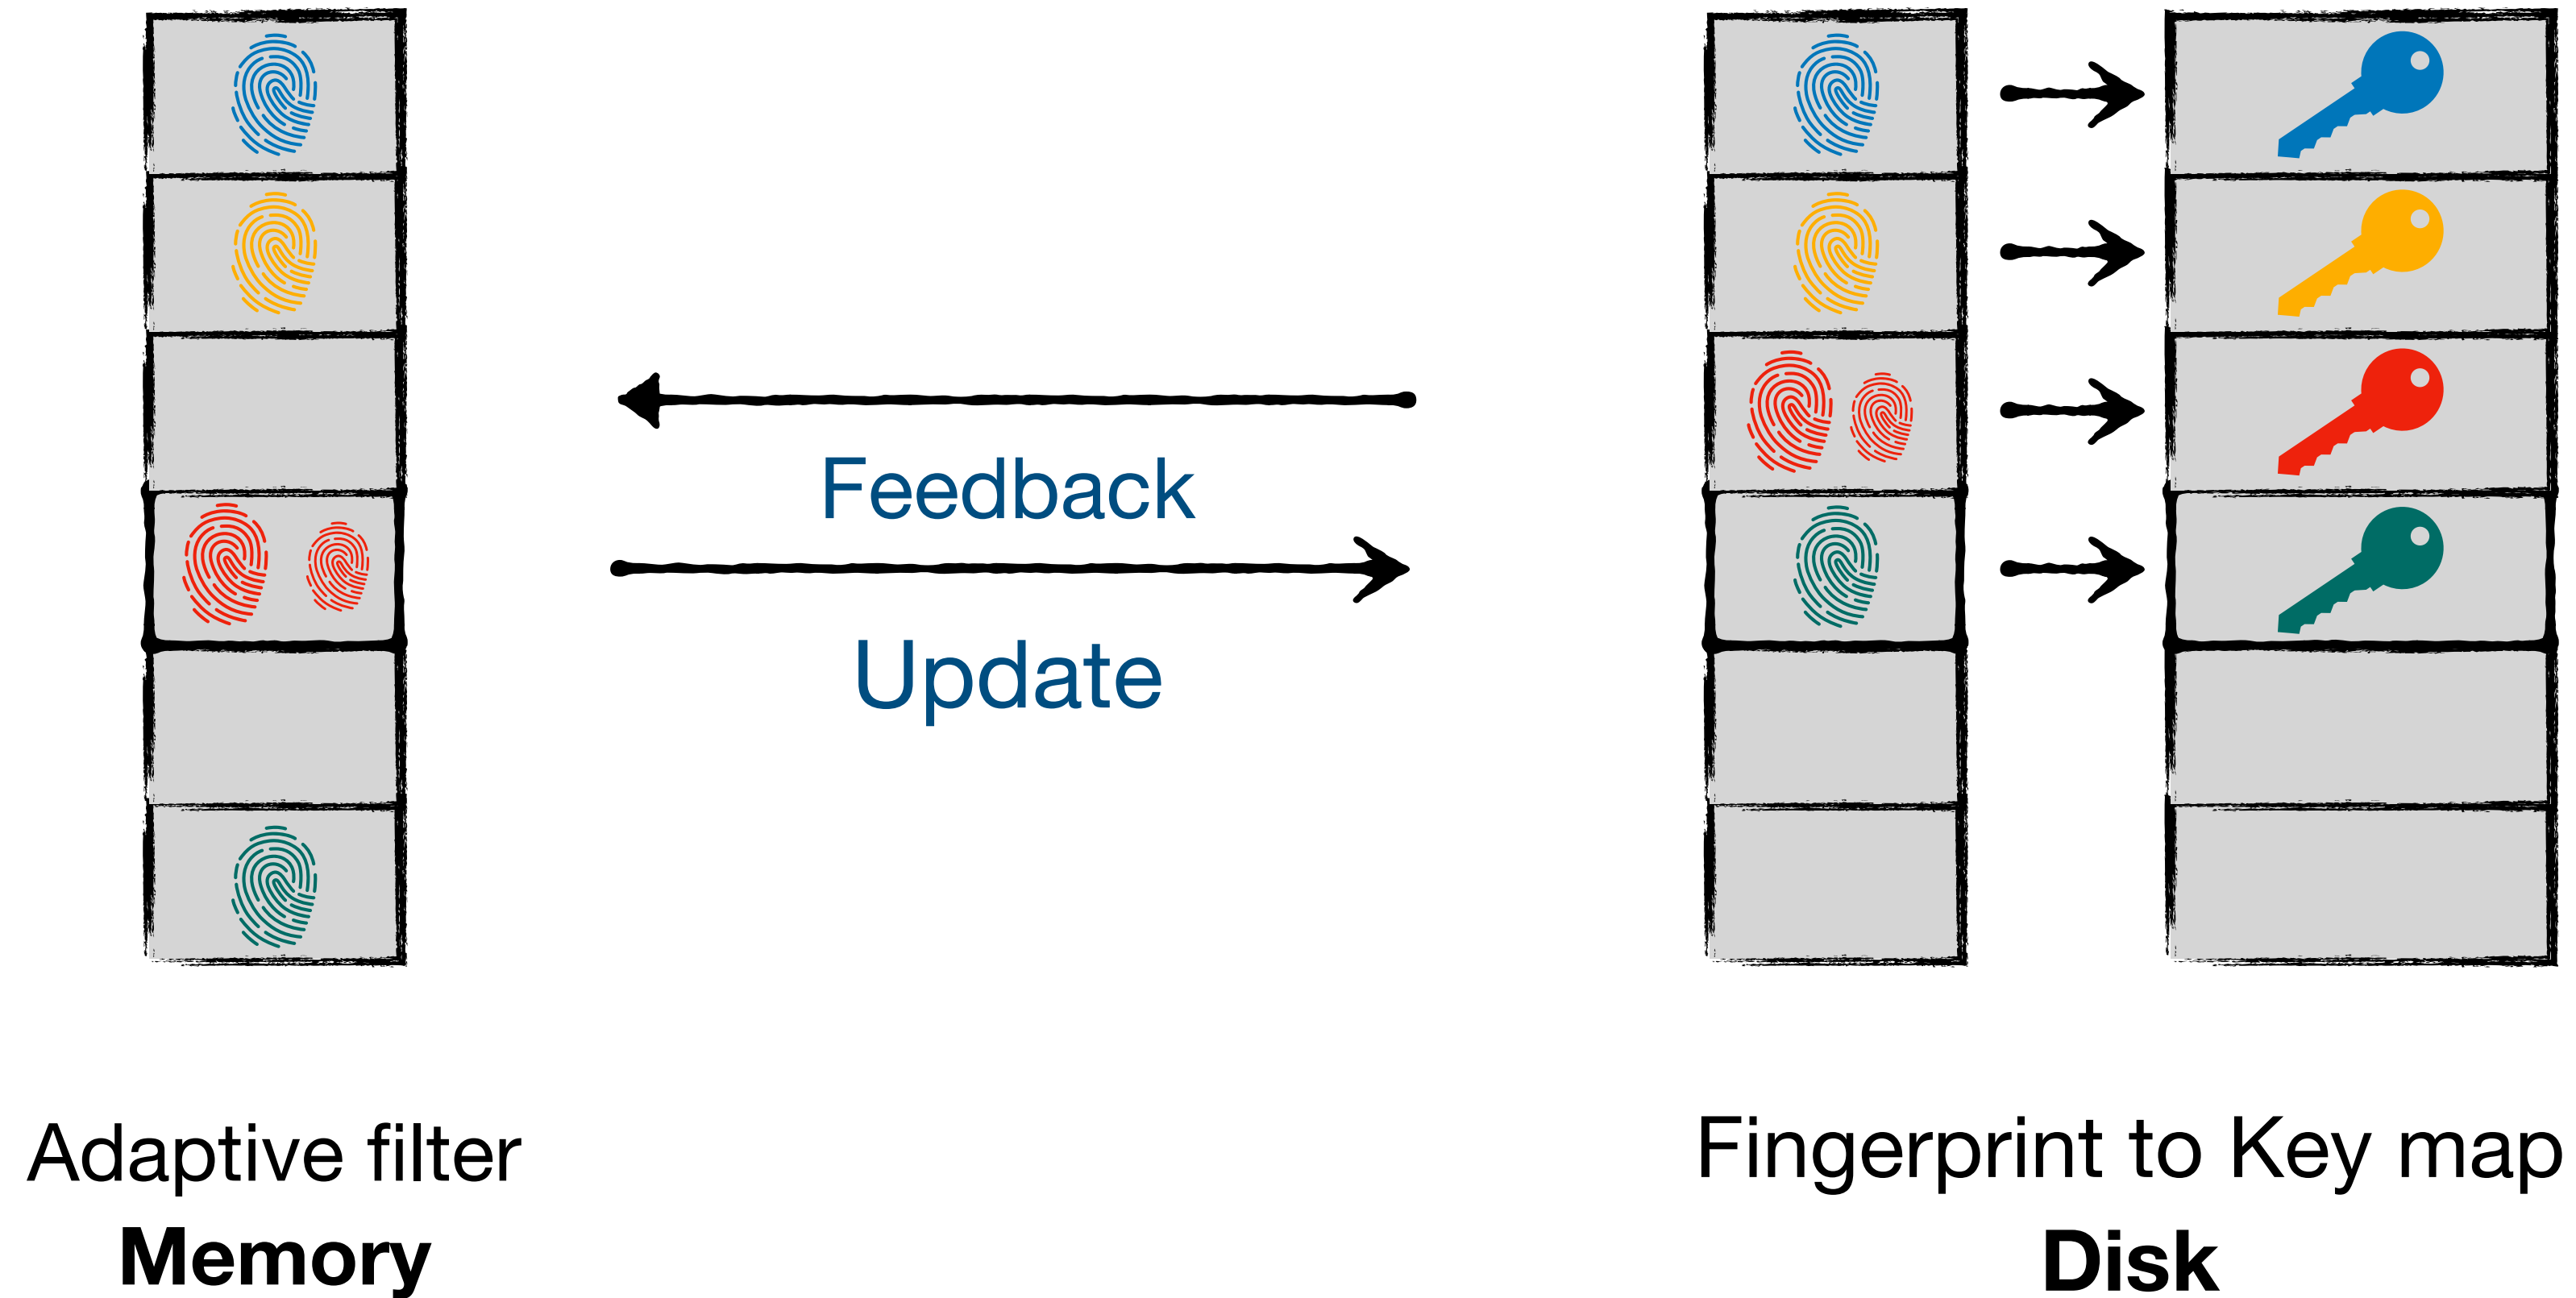 Feedback
Update
Adaptive filter
Memory
Fingerprint to Key map
Disk